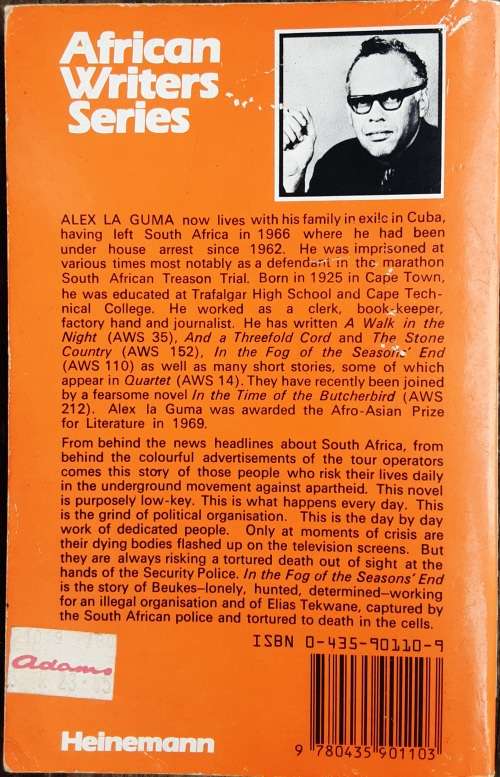 African
Writers
Series
ALEX LA GUMA now lives with his family in exile in Cuba,
having left South Africa in 1966 where he had been
under house arrest since 1962. He was imprisoned at
various times most notably as a defendant in the marathon
South African Treason Trial. Born in 1925 in Cape Town,
he was educated at Trafalgar High School and Cape Tech-
nical College. He worked as a clerk, book-keeper,
factory hand and journalist. He has written A Walk in the
Night (AWS 35), And a Threefold Cord and The Stone
Country (AWS 152), In the Fog of the Seasons' End
(AWS 110) as well as many short stories, some of which
appear in Quartet (AWS 14). They have recently been joined
by a fearsome novel In the Time of the Butcherbird (AWS
212). Alex la Guma was awarded the Afro-Asian Prize
for Literature in 1969.
From behind the news headlines about South Africa, from
behind the colourful advertisements of the tour operators
comes this story of those people who risk their lives daily
in the underground movement against apartheid. This novel
is purposely low-key. This is what happens every day. This
is the grind of political organisation. This is the day by day
work of dedicated people. Only at moments of crisis are
their dying bodies flashed up on the television screens. But
they are always risking a tortured death out of sight at the
hands of the Security Police. In the Fog of the Seasons' End
is the story of Beukes–lonely, hunted, determined–working
for an illegal organisation and of Elias Tekwane, captured by
the South African police and tortured to death in the cells.
ISBN 0-435-90110-9
adams
9 780435 901103
Heinemann